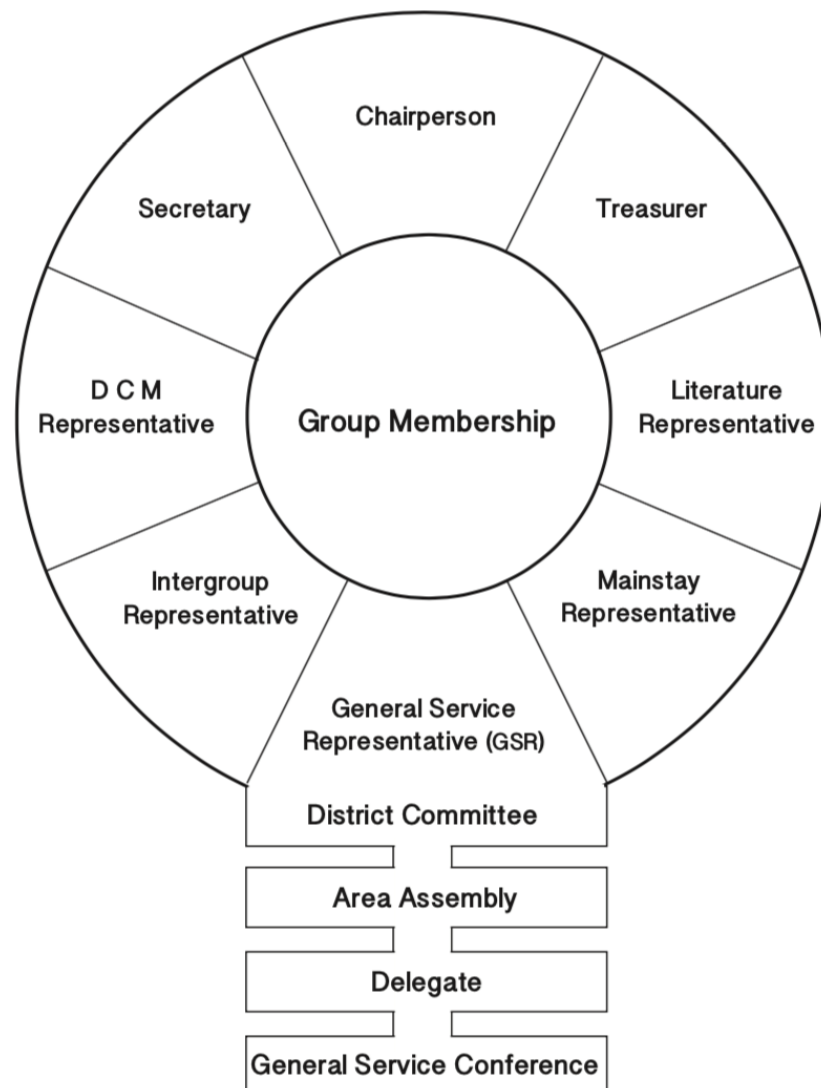 Chairperson
Secretary
Treasurer
D C M
Representative
Group Membership
Literature
Representative
Intergroup
Representative
Mainstay
Representative
General Service
Representative (GSR)
District Committee
Area Assembly
Delegate
General Service Conference